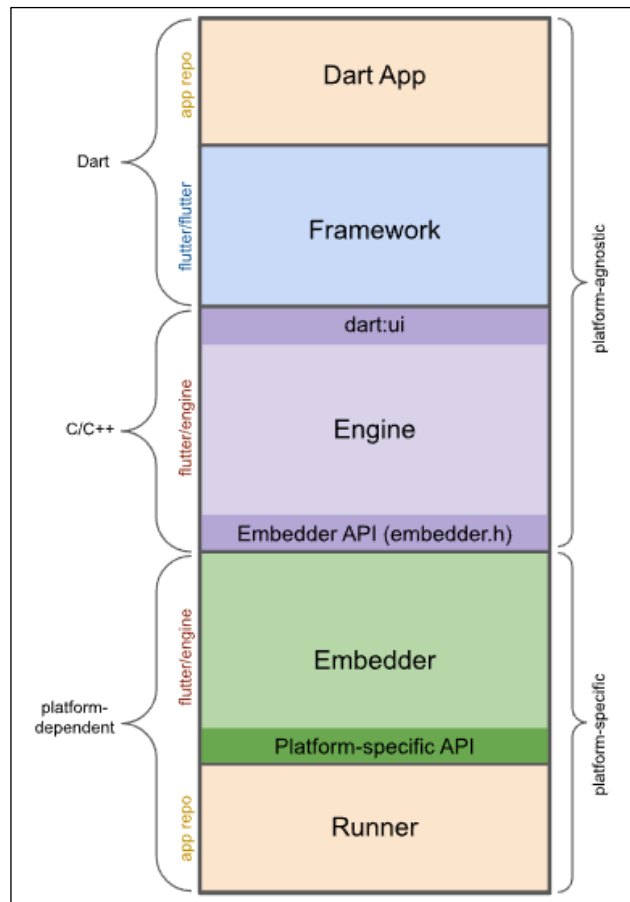 Dart App
app repo
Dart
flutter/flutter
Framework
platform-agnostic
dart:ui
C/C++
flutter/engine
Engine
Embedder API (embedder.h)
flutter/engine
Embedder
platform-
dependent
platform-specific
Platform-specific API
app repo
Runner